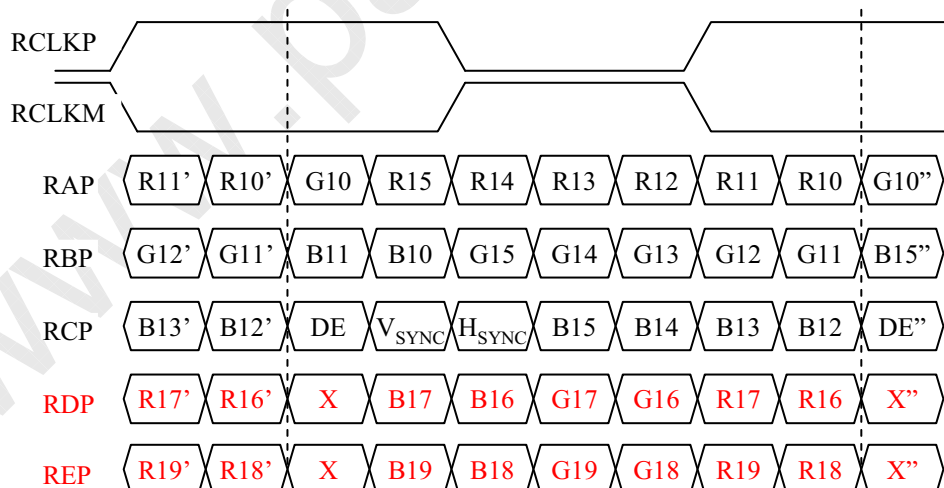 RCLKP
RCLKM
RAP R11’ R10’ G10 R15 R14 R13 R12 R11 R10 G10”
RBP G12’ G11’ B11 B10 G15 G14 G13 G12 G11 B15”
RCP B13’ B12’ DE VSYNC HSYNC B15 B14 B13 B12 DE”
RDP R17’ R16’ X B17 B16 G17 G16 R17 R16 X”
REP R19’ R18’ X B19 B18 G19 G18 R19 R18 X”
www.pa